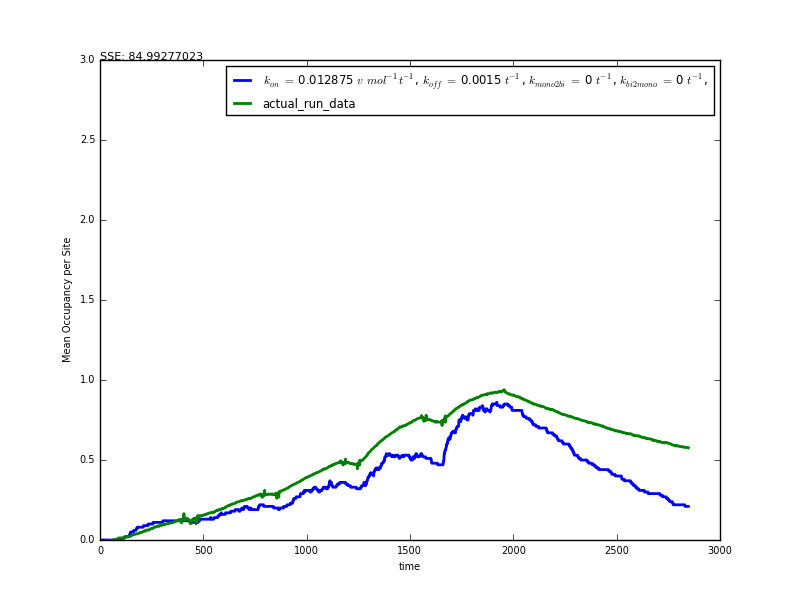 SSE: 84.99277023
k_on = 0.012875 v mol^−1 t^−1, k_off = 0.0015 t^−1, k_mono2bi = 0 t^−1, k_bi2mono = 0 t^−1,
actual_run_data
3.0
2.5
2.0
1.5
1.0
0.5
0.0
Mean Occupancy per Site
0 500 1000 1500 2000 2500 3000
time